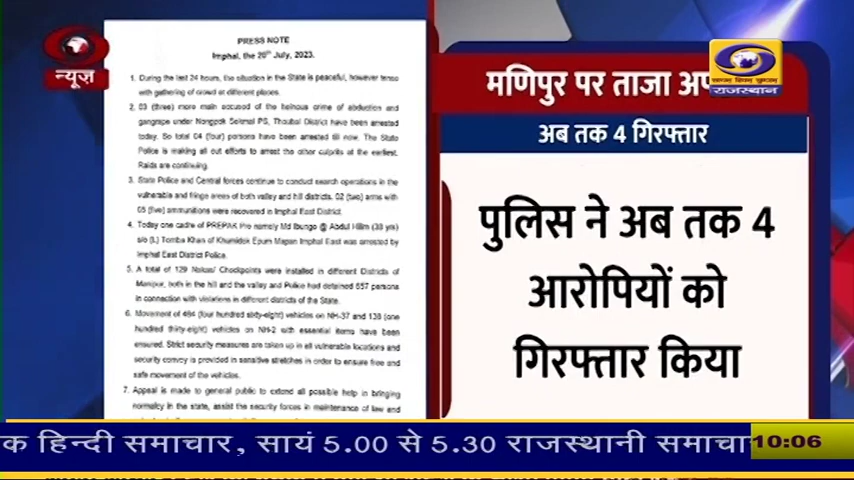 न्यूज़
PRESS NOTE
Imphal, the 20th July, 2023.
1. During the last 24 hours, the situation in the State is peaceful, however tense
with gathering of crowd at different places.
2. 03 (three) more main accused of the heinous crime of abduction and
gangrape under Nongpok Sekmai PS, Thoubal District have been arrested
today. So total 04 (four) persons have been arrested till now. The State
Police is making all out efforts to arrest the other culprits at the earliest.
Raids are continuing.
3. State Police and Central forces continue to conduct search operations in the
vulnerable and fringe areas of both valley and hill districts. 02 (two) arms with
05 (five) ammunitions were recovered in Imphal East District.
4. Today one cadre of PREPAK Pro namely Md Ibungo @ Abdul Hilim (38 yrs)
s/o (L) Tomba Khan of Khumidok Epum Mapan Imphal East was arrested by
Imphal East District Police.
5. A total of 129 Nakas/ Checkpoints were installed in different Districts of
Manipur, both in the hill and the valley and Police had detained 657 persons
in connection with violations in different districts of the State.
6. Movement of (four hundred sixty-eight) vehicles on NH-37 and 138 (one
hundred thirty-eight) vehicles on NH-2 with essential items have been
ensured. Strict security measures are taken up in all vulnerable locations and
security convoy is provided in sensitive stretches in order to ensure free and
safe movement of the vehicles.
7. Appeal is made to general public to extend all possible help in bringing
normalcy in the state, assist the security forces in maintenance of law and
मणिपुर पर ताजा अप
राजस्थान
अब तक 4 गिरफ्तार
पुलिस ने अब तक 4
आरोपियों को
गिरफ्तार किया
क हिन्दी समाचार, सायं 5.00 से 5.30 राजस्थानी समाचा
10:06